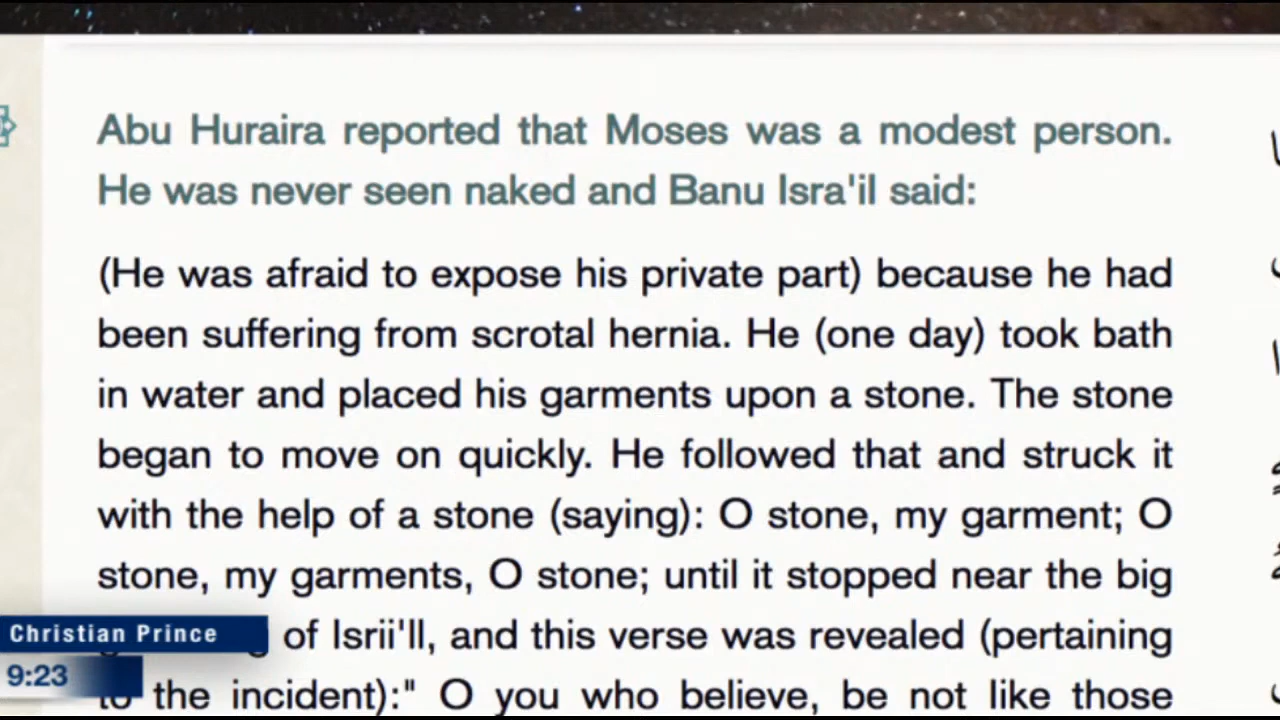 Abu Huraira reported that Moses was a modest person.
He was never seen naked and Banu Isra'il said:
(He was afraid to expose his private part) because he had
been suffering from scrotal hernia. He (one day) took bath
in water and placed his garments upon a stone. The stone
began to move on quickly. He followed that and struck it
with the help of a stone (saying): O stone, my garment; O
stone, my garments, O stone; until it stopped near the big
of Isrii'll, and this verse was revealed (pertaining
to the incident):" O you who believe, be not like those
Christian Prince
9:23